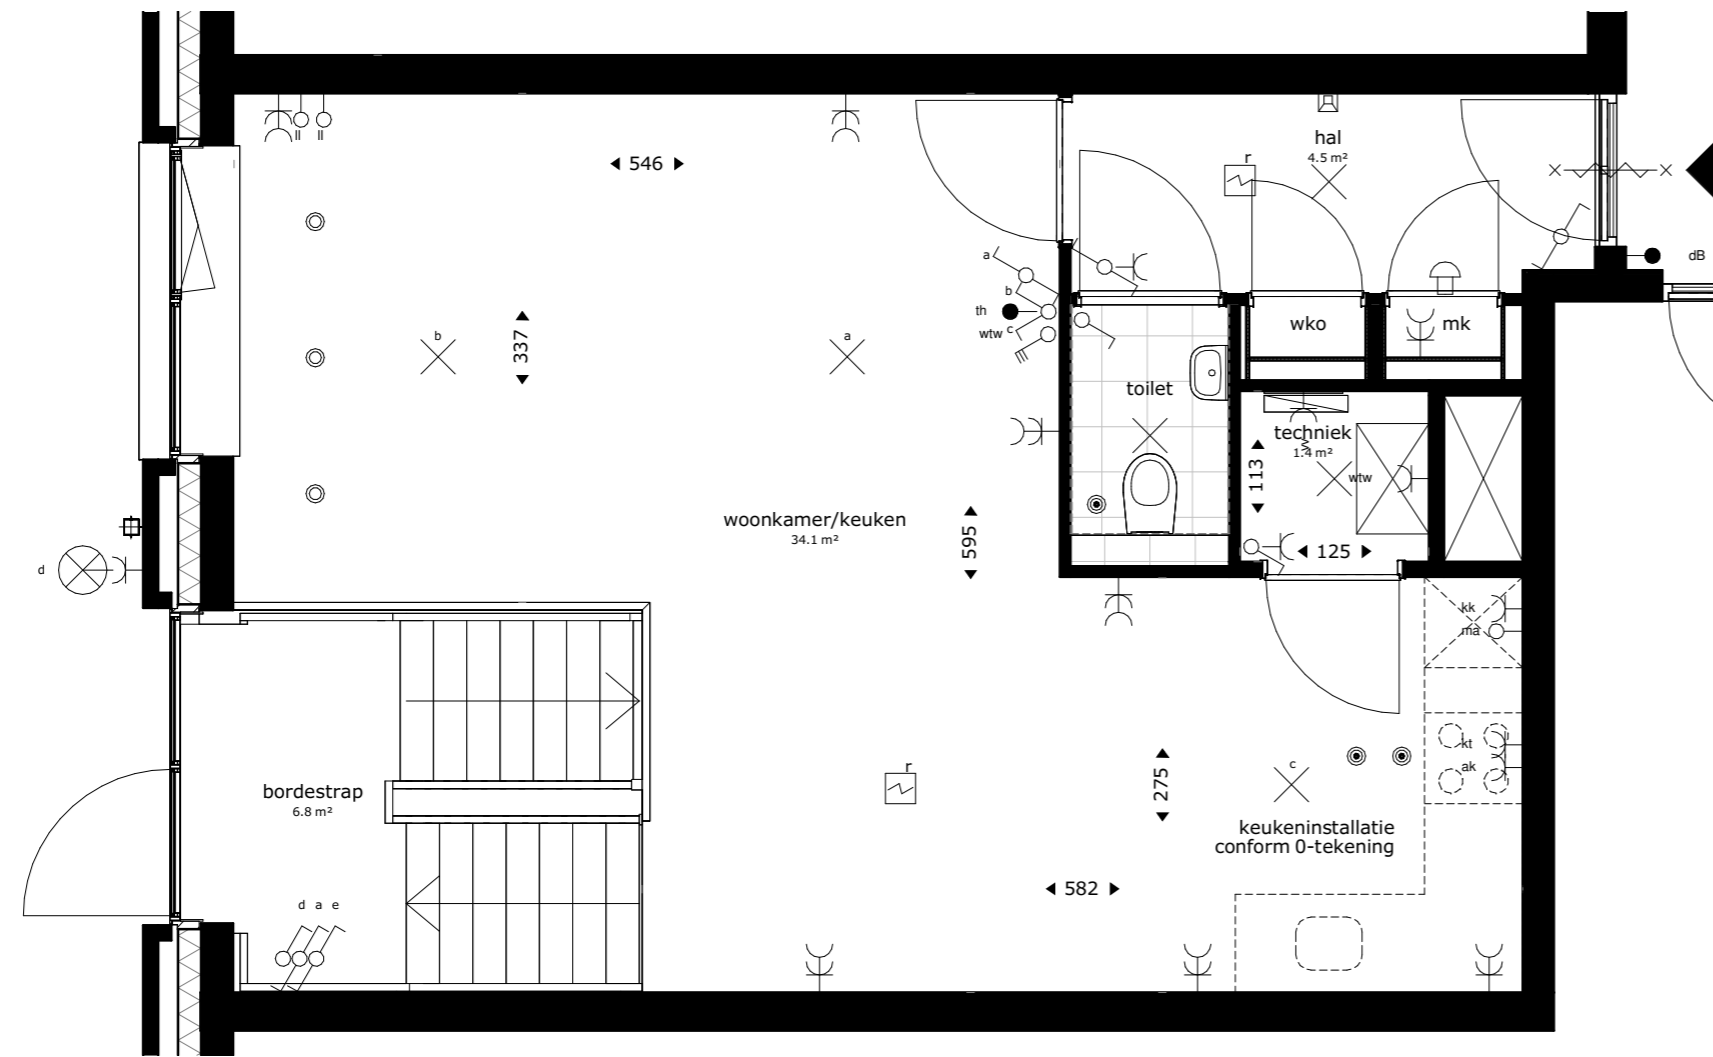 ll
ll
546
hal
4.5 m²
r
dB
a
b
th
wtw
c
wko
mk
b
337
a
toilet
techniek
1.4 m²
113
wtw
woonkamer/keuken
34.1 m²
595
125
d
kk
ma
kt
ak
r
275
c
bordestrap
6.8 m²
keukeninstallatie
conform 0-tekening
582
d a e